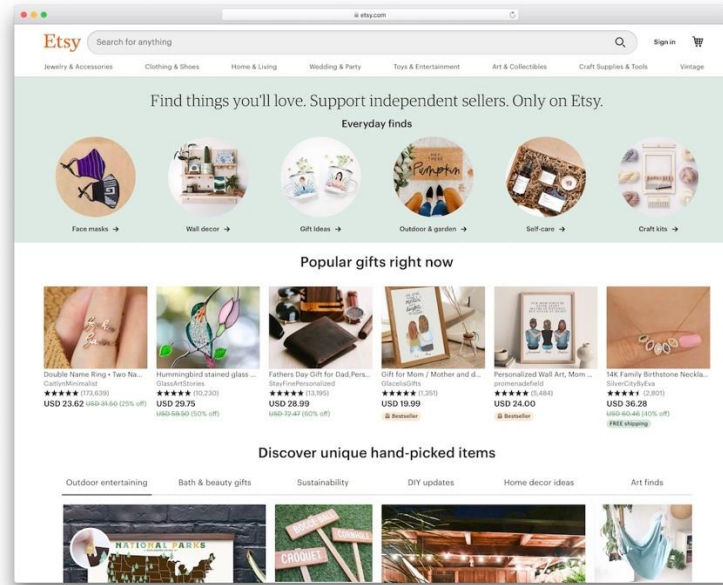 etsy.com
Etsy
Search for anything
Sign in
Jewelry & Accessories Clothing & Shoes Home & Living Wedding & Party Toys & Entertainment Art & Collectibles Craft Supplies & Tools Vintage
Find things you'll love. Support independent sellers. Only on Etsy.
Everyday finds
Pumpkin
Face masks → Wall decor → Gift Ideas → Outdoor & garden → Self-care → Craft kits →
Popular gifts right now
Double Name Ring • Two Na... Hummingbird stained glass ... Fathers Day Gift for Dad,Pers... Gift for Mom / Mother and d... Personalized Wall Art, Mom ... 14K Family Birthstone Neckla...
CaitlynMinimalist GlassArtStories StayFinePersonalized GlacelisGifts promenadefield SilverCityByEva
★★★★★ (173,639) ★★★★★ (10,230) ★★★★★ (13,195) ★★★★★ (1,351) ★★★★★ (5,484) ★★★★★ (2,801)
USD 23.62 USD 31.50 (25% off) USD 29.75 USD 28.99 USD 19.99 USD 24.00 USD 36.28
USD 59.50 (50% off) USD 72.47 (60% off) Bestseller Bestseller USD 60.46 (40% off)
FREE shipping
Discover unique hand-picked items
Outdoor entertaining Bath & beauty gifts Sustainability DIY updates Home decor ideas Art finds
NATIONAL PARKS
BOCCE BALL
CORNHOLE
CROQUET